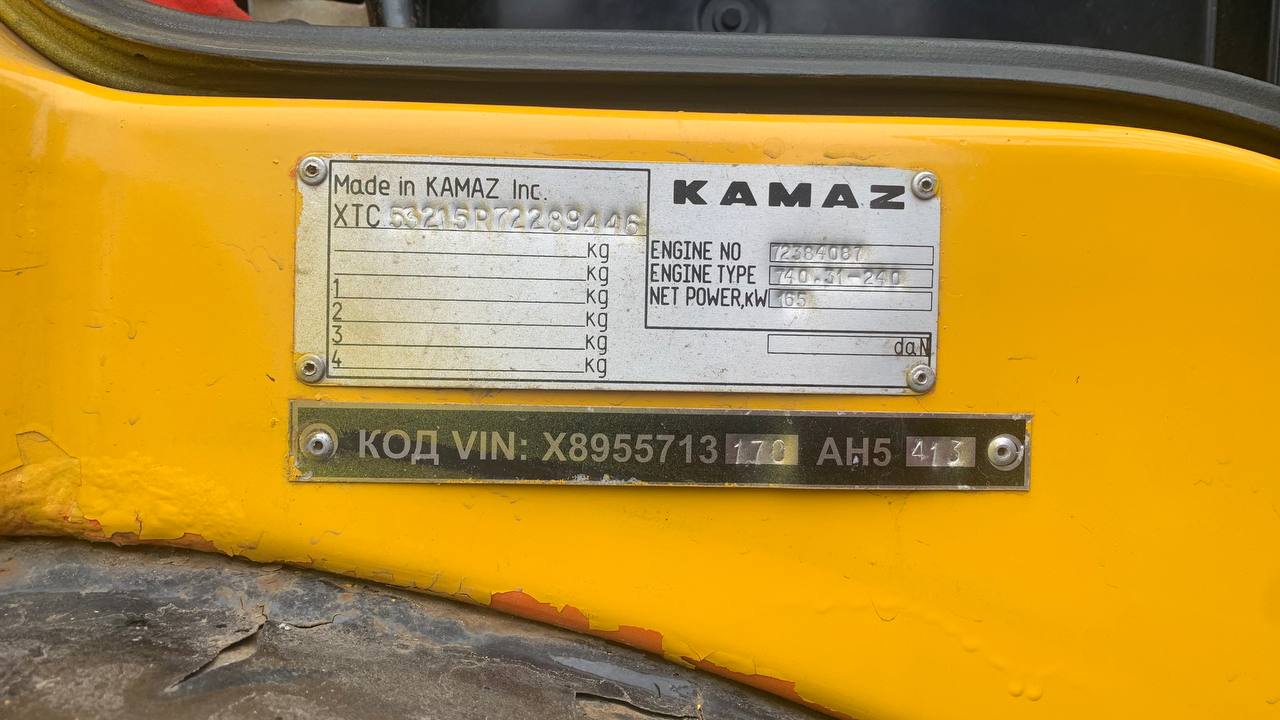 Made in KAMAZ Inc.
XTC 53215R72289446
kg
kg
1 kg
2 kg
3 kg
4 kg
KAMAZ
ENGINE NO 72384087
ENGINE TYPE 740.31-240
NET POWER,KW 165
daN
КОД VIN: X8955713 170 AH5 413